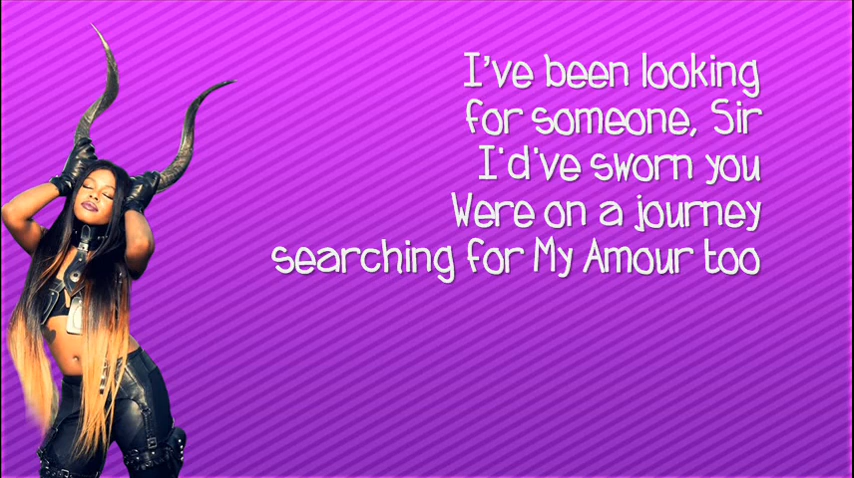 I've been looking
for someone, Sir
I'd've sworn you
Were on a journey
searching for My Amour too